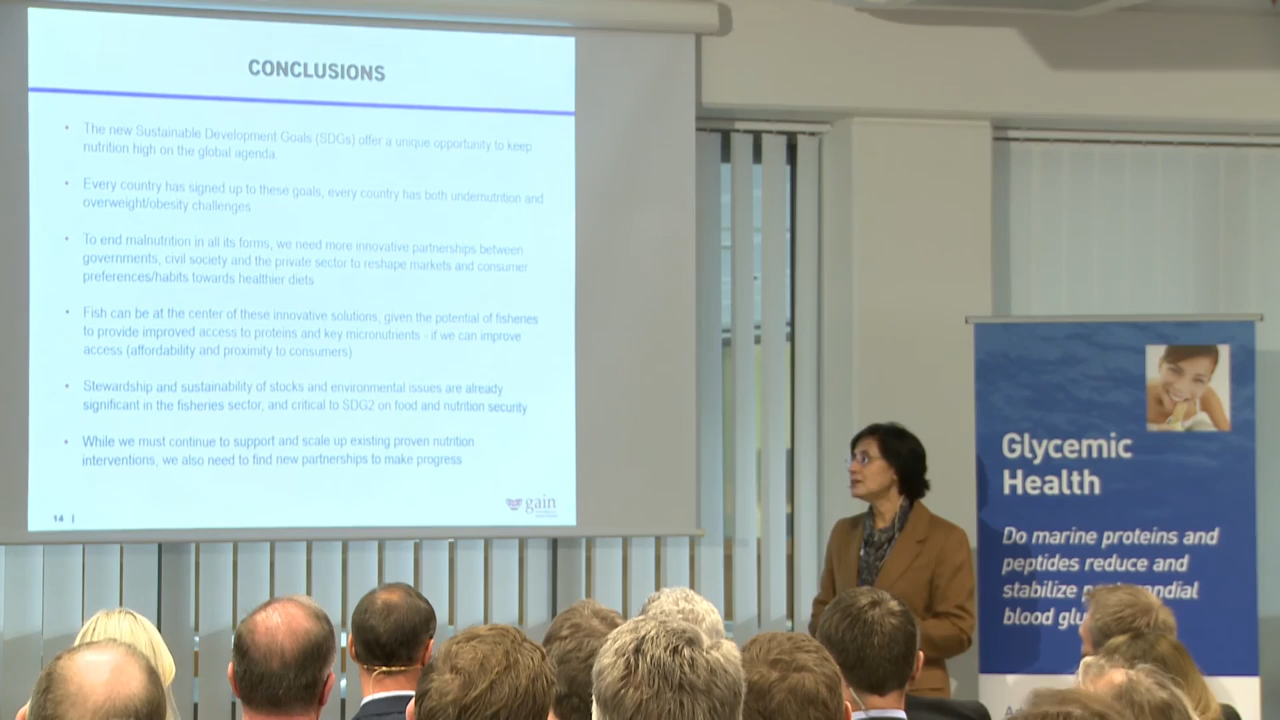 CONCLUSIONS
• The new Sustainable Development Goals (SDGs) offer a unique opportunity to keep
nutrition high on the global agenda.
• Every country has signed up to these goals, every country has both undernutrition and
overweight/obesity challenges
• To end malnutrition in all its forms, we need more innovative partnerships between
governments, civil society and the private sector to reshape markets and consumer
preferences/habits towards healthier diets
• Fish can be at the center of these innovative solutions, given the potential of fisheries
to provide improved access to proteins and key micronutrients - if we can improve
access (affordability and proximity to consumers)
• Stewardship and sustainability of stocks and environmental issues are already
significant in the fisheries sector, and critical to SDG2 on food and nutrition security
• While we must continue to support and scale up existing proven nutrition
interventions, we also need to find new partnerships to make progress
14 |
gain
Glycemic
Health
Do marine proteins and
peptides reduce and
stabilize
blood